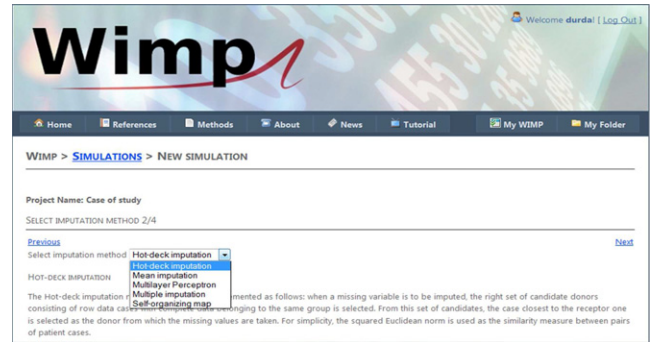 Welcome durdal [ Log Out ]
Wimp
Home References Methods About News Tutorial My WIMP My Folder
WIMP > SIMULATIONS > NEW SIMULATION
Project Name: Case of study
SELECT IMPUTATION METHOD 2/4
Previous Next
Select imputation method Hot-deck imputation
Hot-deck imputation
Mean imputation
HOT-DECK IMPUTATION
Multilayer Perceptron
Multiple imputation
Self-organizing map
The Hot-deck imputation mented as follows: when a missing variable is to be imputed, the right set of candidate donors
consisting of row data cases with complete data belonging to the same group is selected. From this set of candidates, the case closest to the receptor one
is selected as the donor from which the missing values are taken. For simplicity, the squared Euclidean norm is used as the similarity measure between pairs
of patient cases.